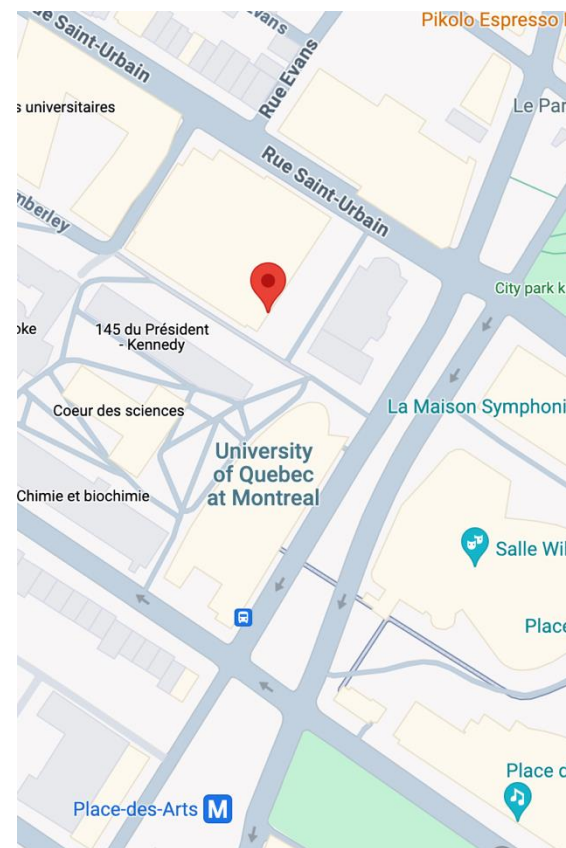 Saint-Urbain
Evans
Pikolo Espresso
Rue Evans
universitaires
Le Par
Rue Saint-Urbain
City park k
145 du Président
- Kennedy
La Maison Symphoni
Coeur des sciences
University
of Quebec
at Montreal
Chimie et biochimie
Salle Wil
Place
Place d
Place-des-Arts M